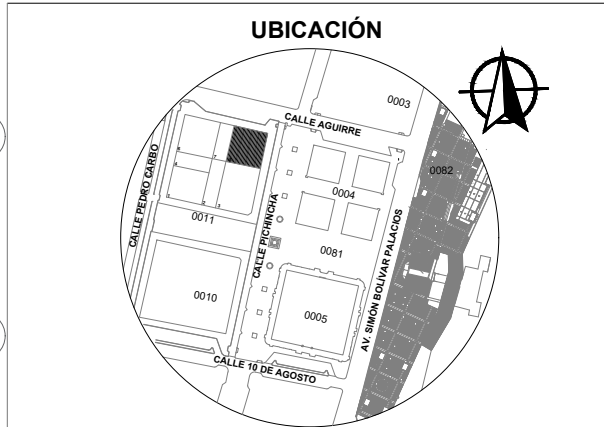 UBICACIÓN
0003
CALLE AGUIRRE
0082
0004
CALLE PEDRO CARBO
0011
CALLE PICHINCHA
0081
AV. SIMÓN BOLÍVAR PALACIOS
0010
0005
CALLE 10 DE AGOSTO